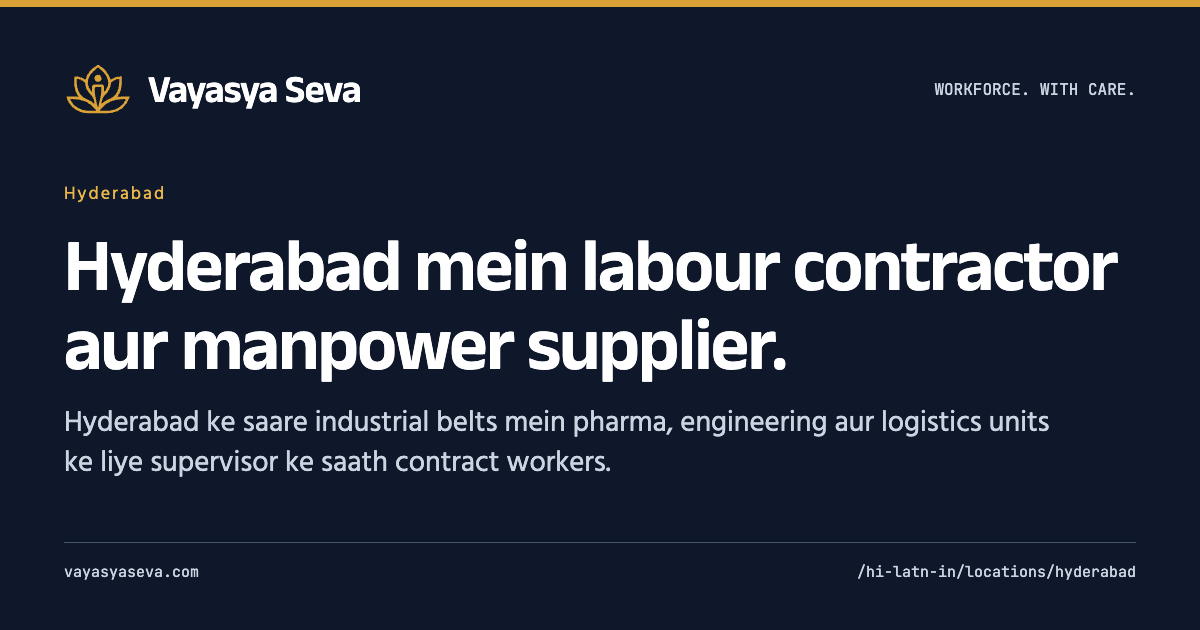 Vayasya Seva
WORKFORCE. WITH CARE.
Hyderabad
Hyderabad mein labour contractor
aur manpower supplier.
Hyderabad ke saare industrial belts mein pharma, engineering aur logistics units
ke liye supervisor ke saath contract workers.
vayasyaseva.com
/hi-latn-in/locations/hyderabad